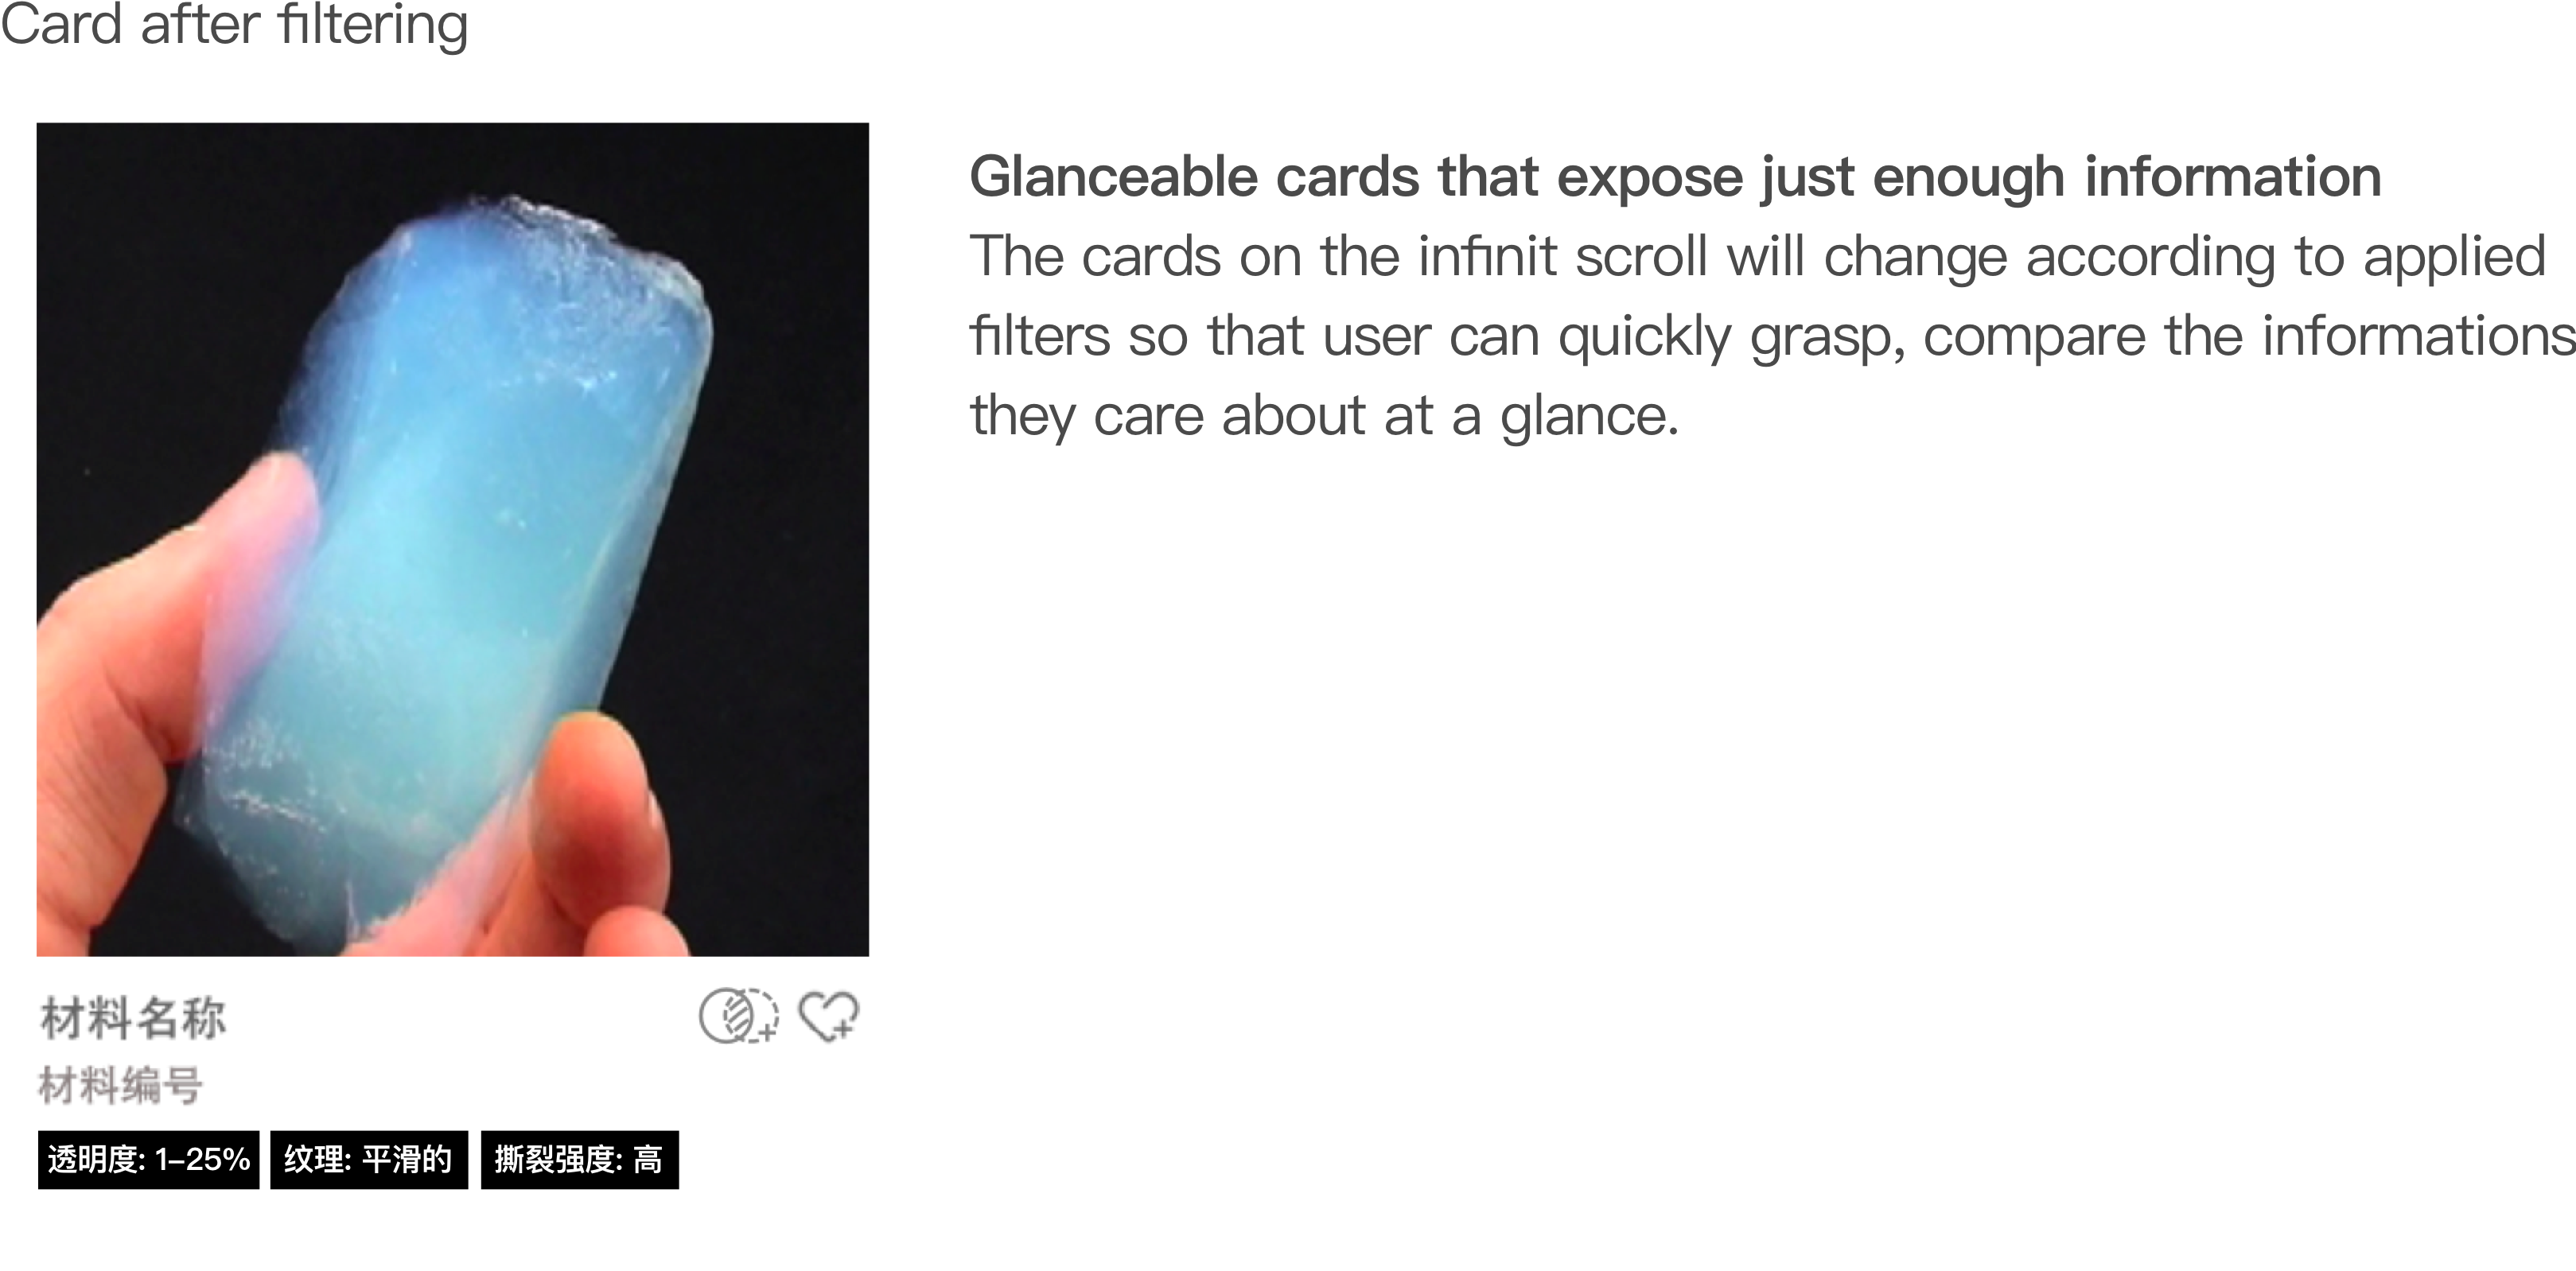 Card after filtering
Glanceable cards that expose just enough information
The cards on the infinit scroll will change according to applied
filters so that user can quickly grasp, compare the informations
they care about at a glance.
材料名称
材料编号
透明度: 1–25% 纹理: 平滑的 撕裂强度: 高